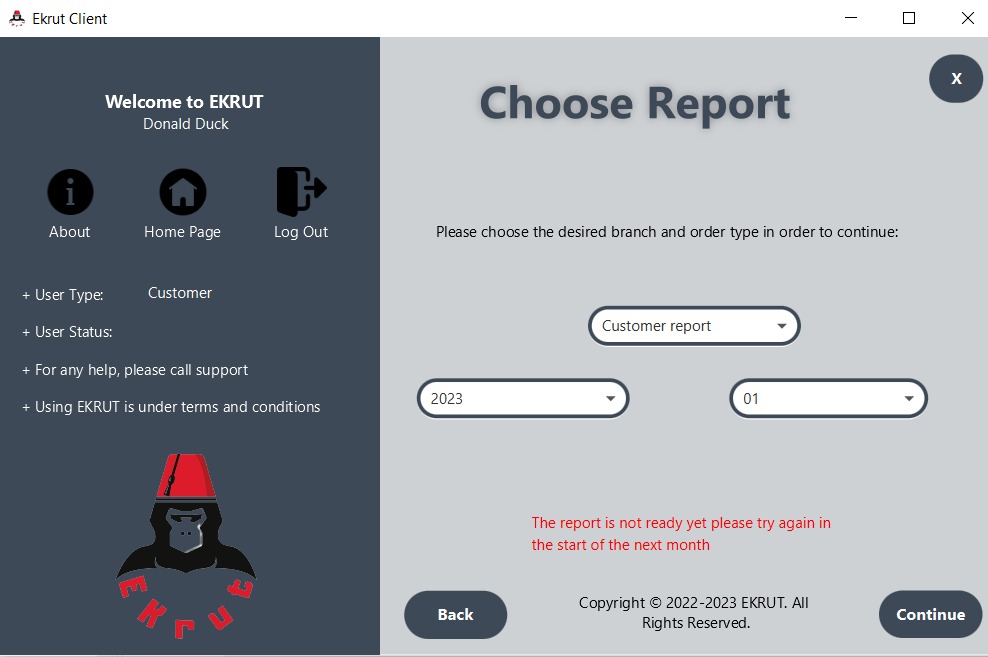 Ekrut Client
Welcome to EKRUT
Donald Duck
About
Home Page
Log Out
+ User Type:
Customer
+ User Status:
+ For any help, please call support
+ Using EKRUT is under terms and conditions
EKRUT
X
Choose Report
Please choose the desired branch and order type in order to continue:
Customer report
2023
01
The report is not ready yet please try again in
the start of the next month
Back
Copyright © 2022-2023 EKRUT. All
Rights Reserved.
Continue